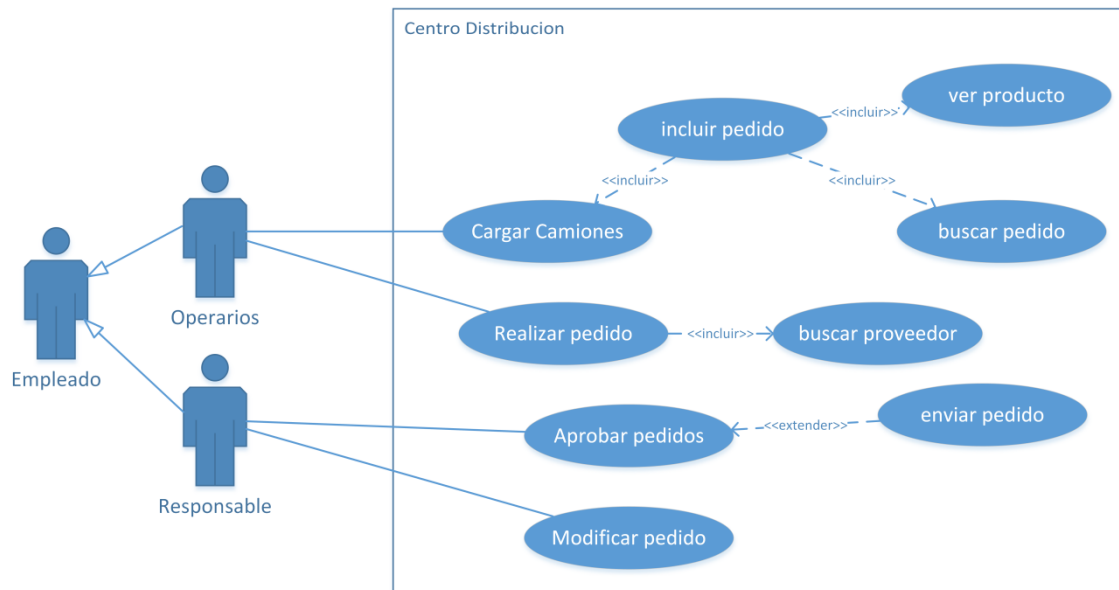 Centro Distribucion
ver producto
<<incluir>>
incluir pedido
<<incluir>>
<<incluir>>
Cargar Camiones
buscar pedido
Operarios
Realizar pedido
<<incluir>>
buscar proveedor
Empleado
enviar pedido
<<extender>>
Aprobar pedidos
Responsable
Modificar pedido